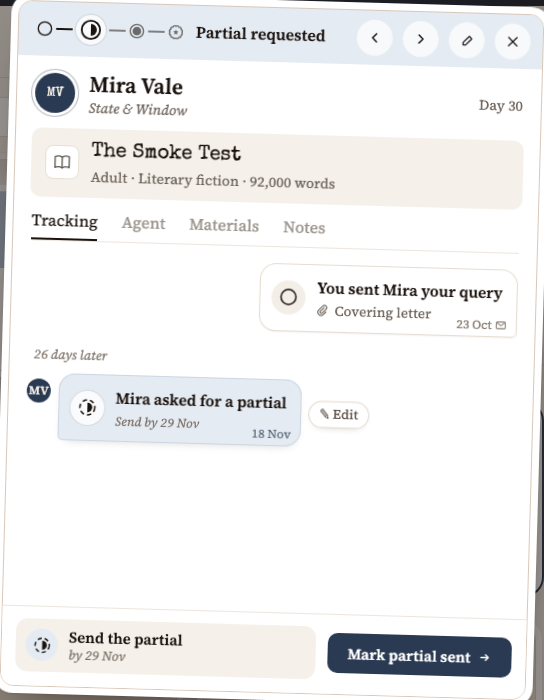 Partial requested
MV
Mira Vale
State & Window
Day 30
The Smoke Test
Adult · Literary fiction · 92,000 words
Tracking Agent Materials Notes
You sent Mira your query
Covering letter
23 Oct
26 days later
MV
Mira asked for a partial
Send by 29 Nov
18 Nov
✎ Edit
Send the partial
by 29 Nov
Mark partial sent →